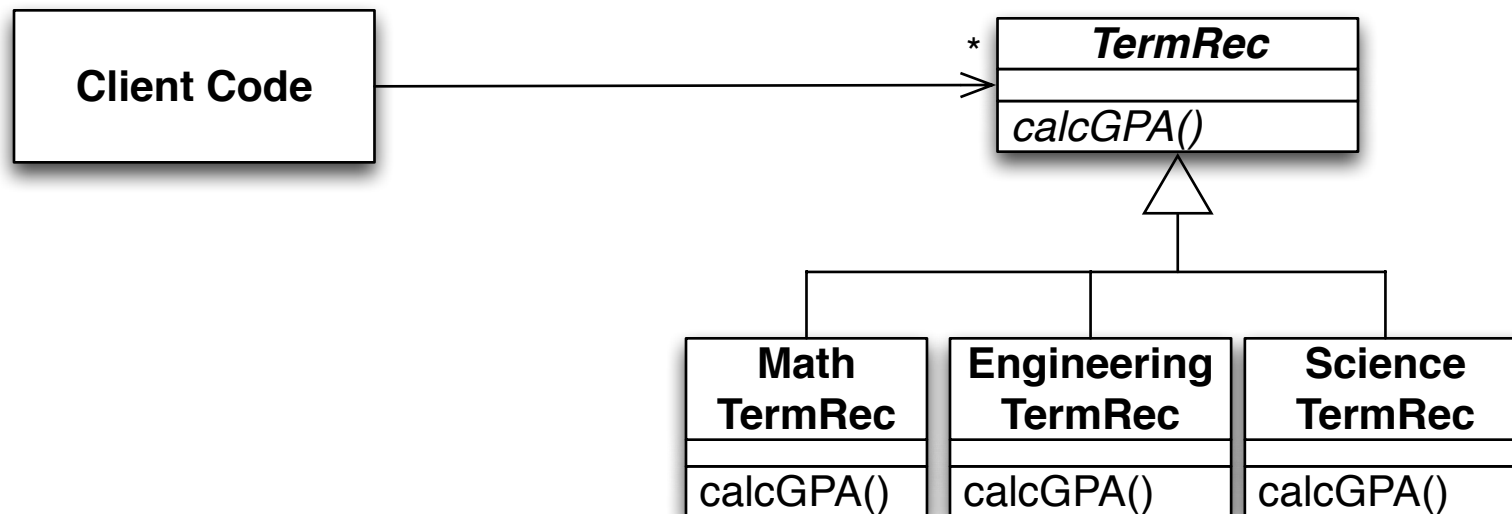 Client Code
*
TermRec
calcGPA()
Math
TermRec
calcGPA()
Engineering
TermRec
calcGPA()
Science
TermRec
calcGPA()